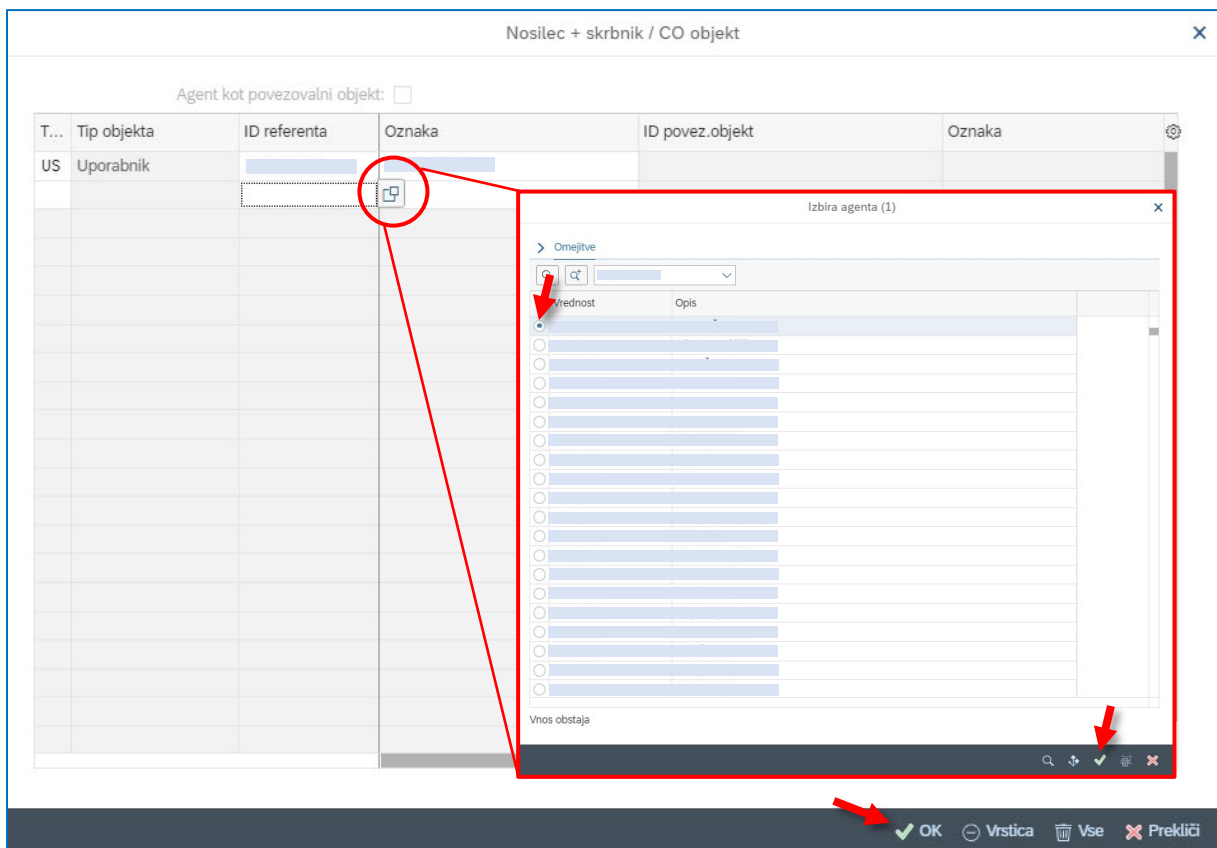 Nosilec + skrbnik / CO objekt
Agent kot povezovalni objekt:
T... Tip objekta ID referenta Oznaka ID povez.objekt Oznaka
US Uporabnik
Izbira agenta (1)
Omejitve
Vrednost Opis
Vnos obstaja
OK Vrstica Vse Prekliči